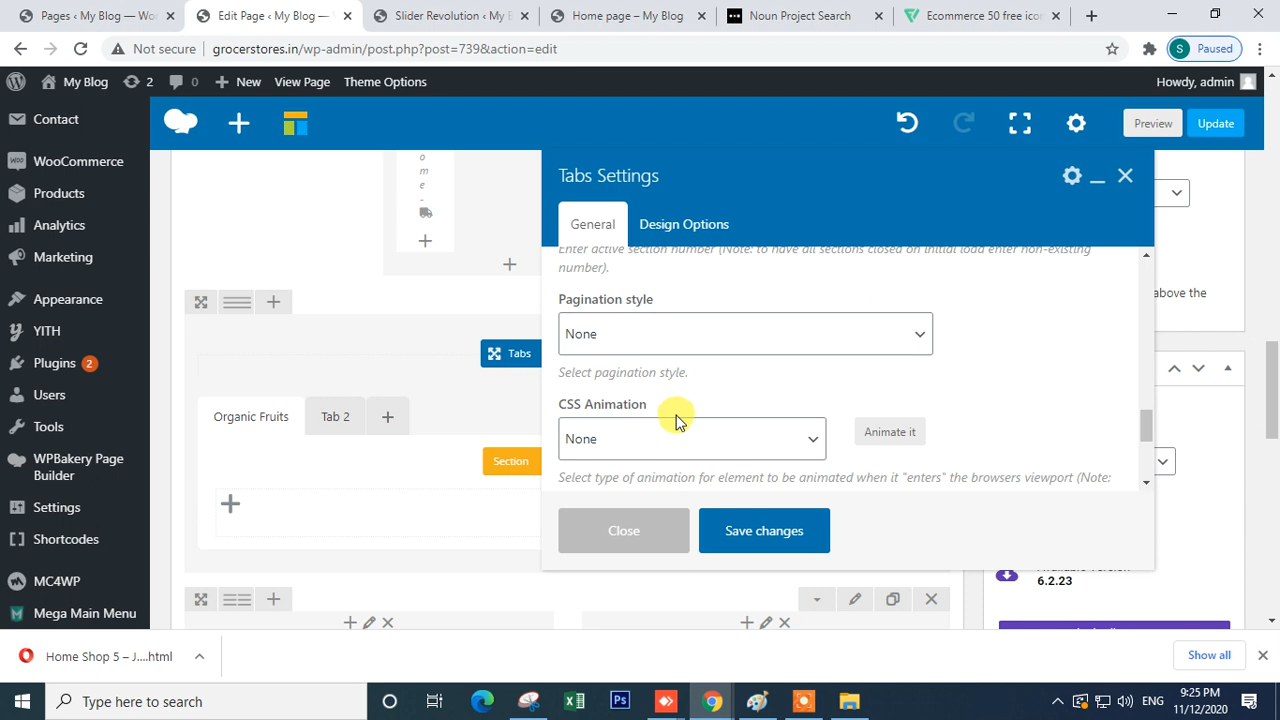 Pages ‹ My Blog — Wor
Edit Page ‹ My Blog —
Slider Revolution ‹ My B
Home page – My Blog
Noun Project Search
Ecommerce 50 free icon
Not secure
grocerstores.in/wp-admin/post.php?post=739&action=edit
S
Paused
My Blog
2
0
New
View Page
Theme Options
Howdy, admin
Contact
WooCommerce
Products
Analytics
Marketing
Appearance
YITH
Plugins 2
Users
Tools
WPBakery Page
Builder
Settings
Shortcodes
MC4WP
Mega Main Menu
Preview
Update
o
m
e
-
Tabs
Organic Fruits
Tab 2
Section
Tabs Settings
General
Design Options
Enter active section number (Note: to have all sections closed on initial load enter non-existing
number).
Pagination style
None
Select pagination style.
CSS Animation
None
Animate it
Select type of animation for element to be animated when it "enters" the browsers viewport (Note:
Close
Save changes
above the
Available Version
6.2.23
Home Shop 5 – J....html
Show all
Type here to search
ENG
9:25 PM
11/12/2020